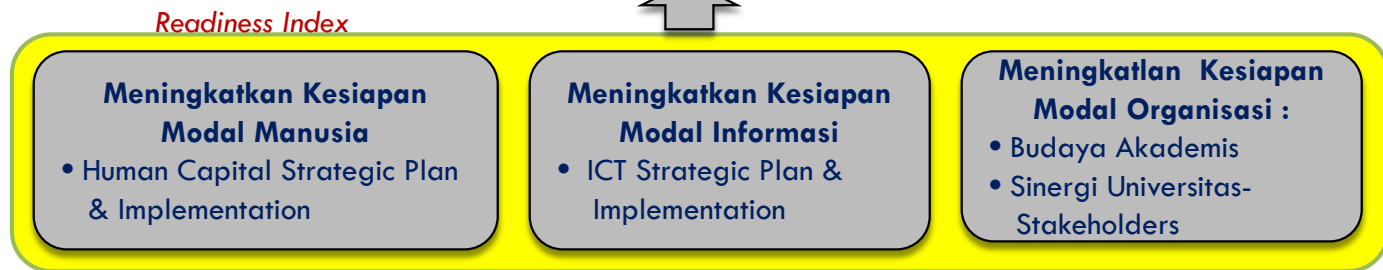 Readiness Index
Meningkatkan Kesiapan
Modal Manusia
• Human Capital Strategic Plan
& Implementation
Meningkatkan Kesiapan
Modal Informasi
• ICT Strategic Plan &
Implementation
Meningkatlan Kesiapan
Modal Organisasi :
• Budaya Akademis
• Sinergi Universitas-
Stakeholders